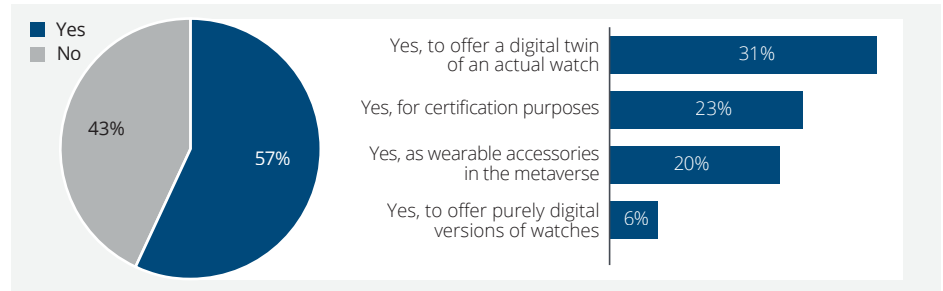 Yes
No
43%
57%
Yes, to offer a digital twin
of an actual watch
31%
Yes, for certification purposes
23%
Yes, as wearable accessories
in the metaverse
20%
Yes, to offer purely digital
versions of watches
6%